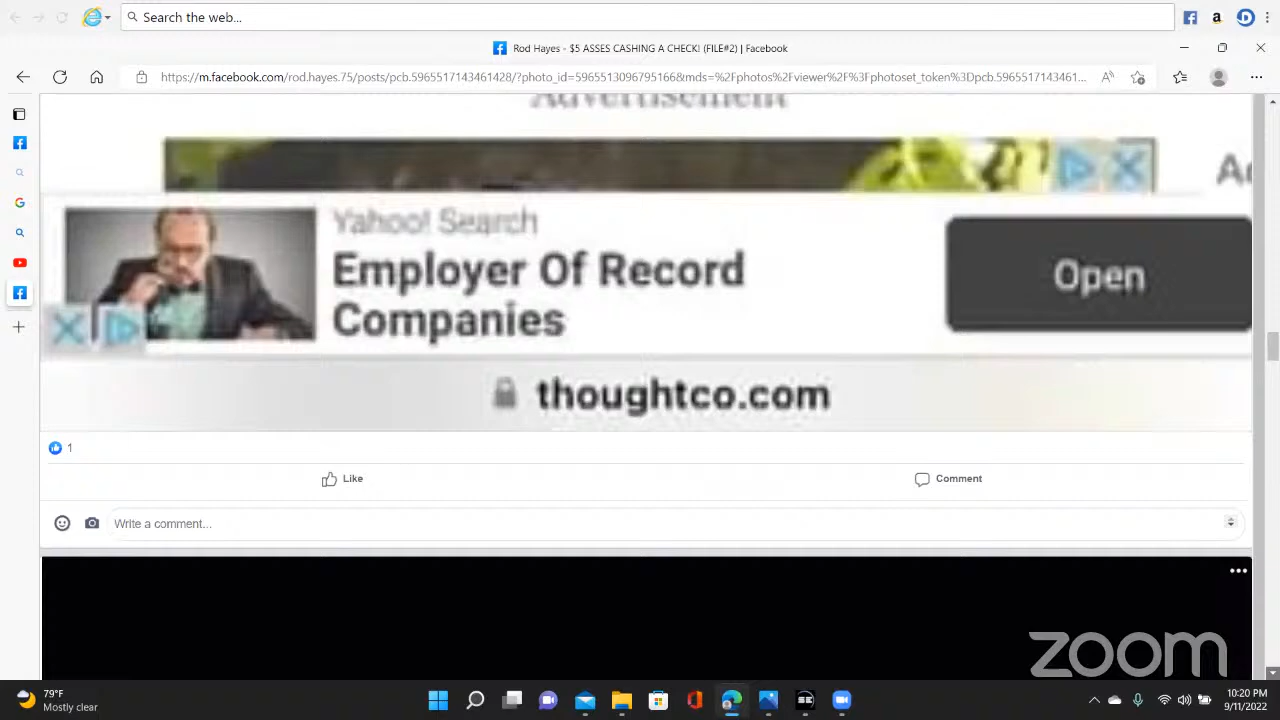 Search the web...
Rod Hayes - $5 ASSES CASHING A CHECK! (FILE#2) | Facebook
https://m.facebook.com/rod.hayes.75/posts/pcb.5965517143461428/?photo_id=5965513096795166&mds=%2Fphotos%2Fviewer%2F%3Fphotoset_token%3Dpcb.5965517143461...
Advertisement
Yahoo! Search
Employer Of Record
Companies
Open
thoughtco.com
1
Like
Comment
Write a comment...
zoom
79°F
Mostly clear
10:20 PM
9/11/2022